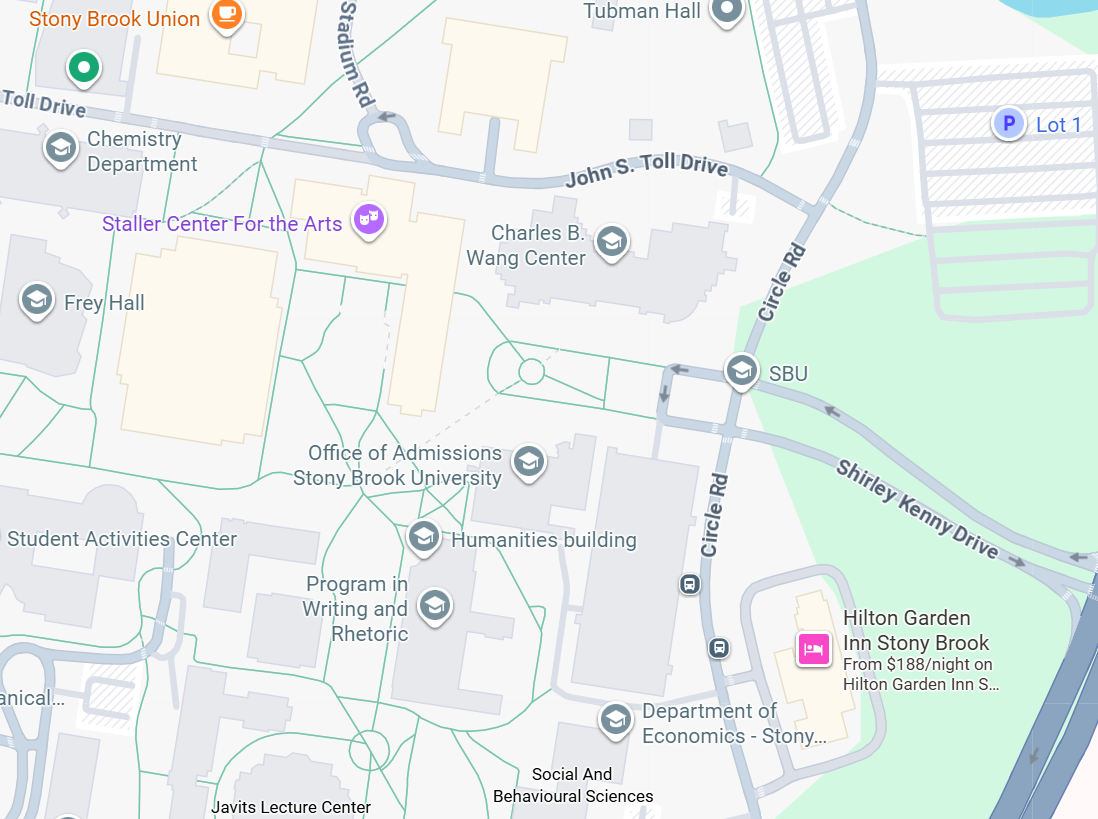 Stony Brook Union
Tubman Hall
Stadium Rd
Toll Drive
P
Lot 1
Chemistry
Department
John S. Toll Drive
Staller Center For the Arts
Charles B.
Wang Center
Circle Rd
Frey Hall
SBU
Office of Admissions
Stony Brook University
Shirley Kenny Drive
Circle Rd
Student Activities Center
Humanities building
Program in
Writing and
Rhetoric
Hilton Garden
Inn Stony Brook
From $188/night on
Hilton Garden Inn S...
anical...
Department of
Economics - Stony...
Social And
Behavioural Sciences
Javits Lecture Center